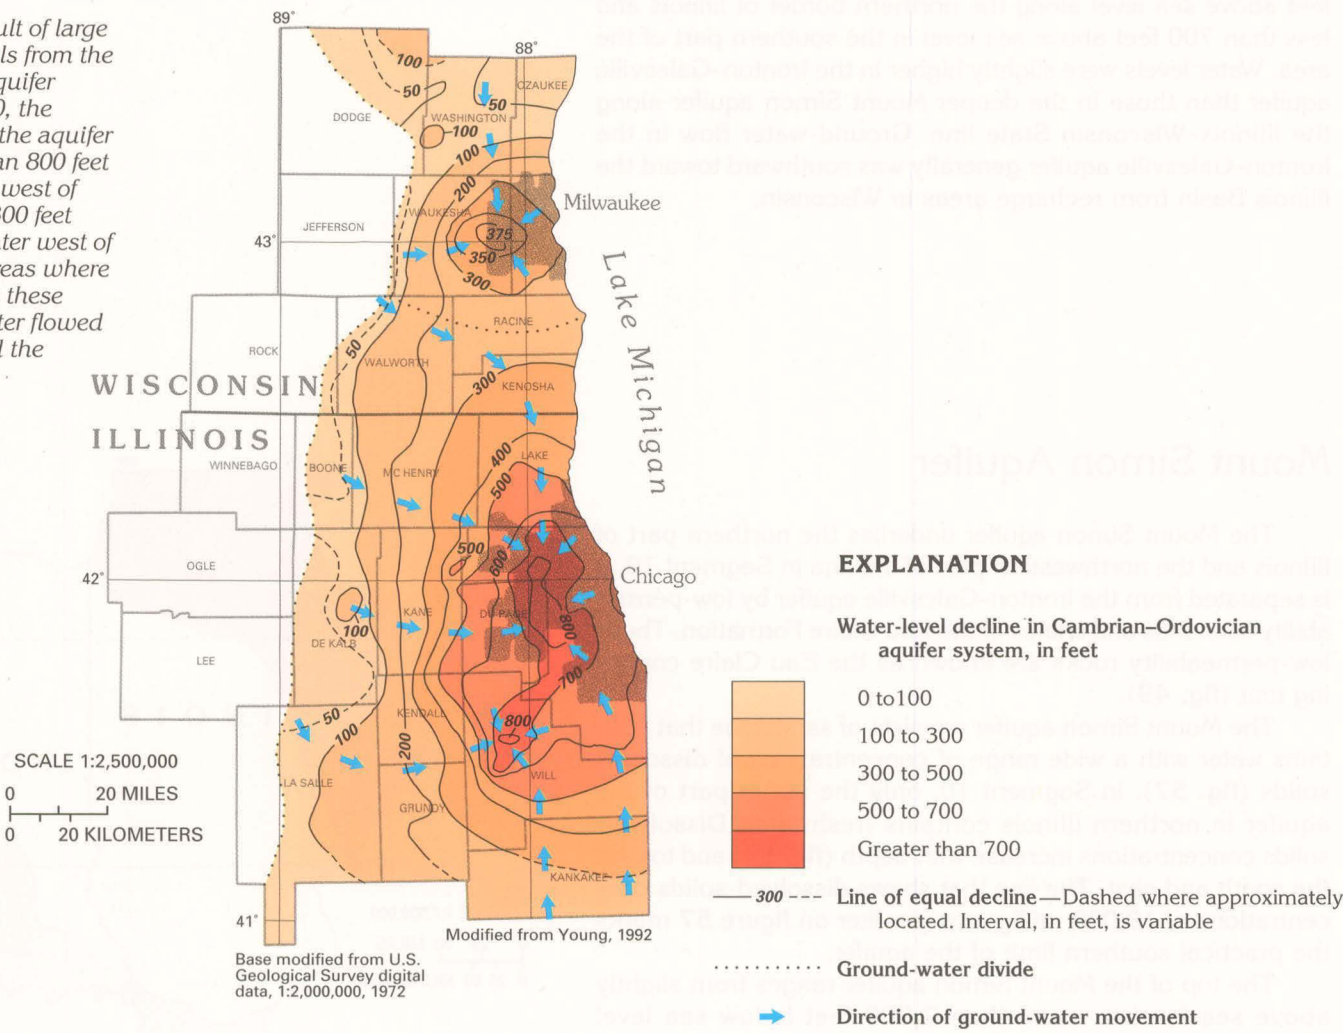 ult of large
ls from the
quifer
0, the
the aquifer
an 800 feet
west of
300 feet
ter west of
reas where
these
ter flowed
d the
89°
88°
100
50
OZAUKEE
50
DODGE
WASHINGTON
100
100
200
Milwaukee
WAUKESHA
JEFFERSON
375
43°
350
300
Lake Michigan
RACINE
ROCK
50
WALWORTH
300
KENOSHA
WISCONSIN
ILLINOIS
400
LAKE
WINNEBAGO
BOONE
MC HENRY
500
500
600
OGLE
42°
Chicago
KANE
DU PAGE
100
800
DE KALB
LEE
700
50
KENDALL
800
100
200
LA SALLE
WILL
GRUNDY
KANKAKEE
41°
SCALE 1:2,500,000
0 20 MILES
0 20 KILOMETERS
Modified from Young, 1992
Base modified from U.S.
Geological Survey digital
data, 1:2,000,000, 1972
EXPLANATION
Water-level decline in Cambrian–Ordovician
aquifer system, in feet
0 to100
100 to 300
300 to 500
500 to 700
Greater than 700
300
Line of equal decline—Dashed where approximately
located. Interval, in feet, is variable
Ground-water divide
Direction of ground-water movement